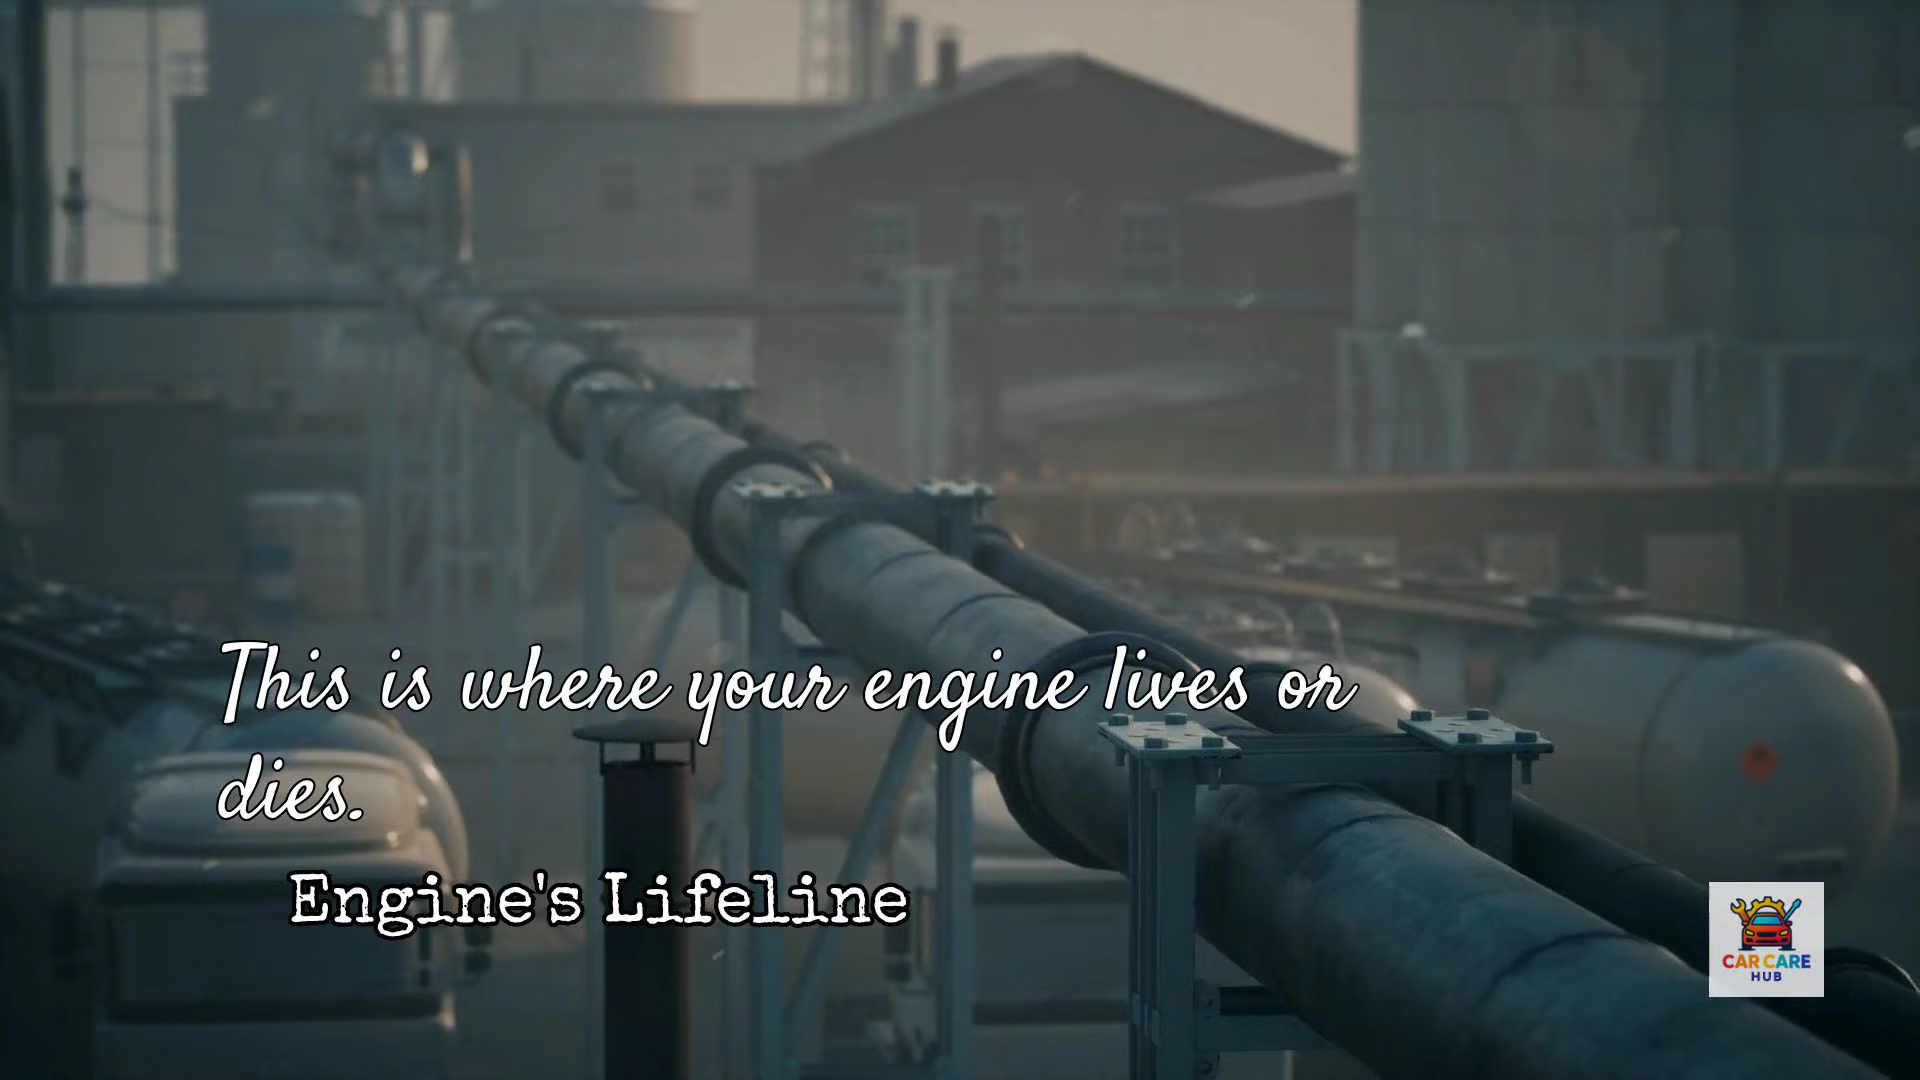 This is where your engine lives or
dies.
Engine's Lifeline
CAR CARE
HUB